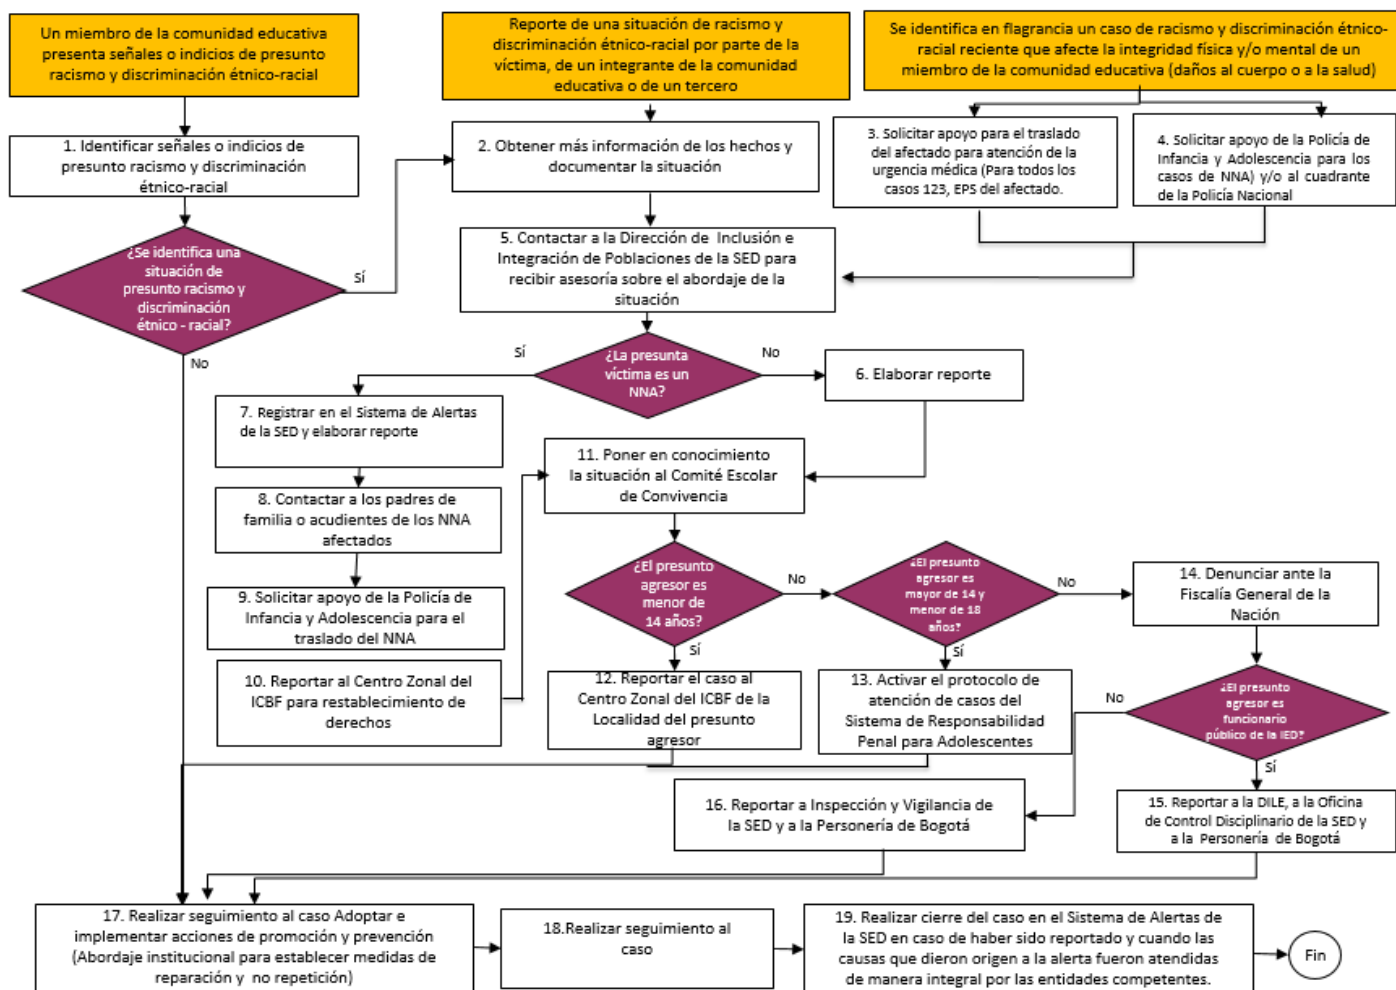 Un miembro de la comunidad educativa
presenta señales o indicios de presunto
racismo y discriminación étnico-racial
Reporte de una situación de racismo y
discriminación étnico-racial por parte de la
víctima, de un integrante de la comunidad
educativa o de un tercero
Se identifica en flagrancia un caso de racismo y discriminación étnico-
racial reciente que afecte la integridad física y/o mental de un
miembro de la comunidad educativa (daños al cuerpo o a la salud)
1. Identificar señales o indicios de
presunto racismo y discriminación
étnico-racial
2. Obtener más información de los hechos y
documentar la situación
3. Solicitar apoyo para el traslado
del afectado para atención de la
urgencia médica (Para todos los
casos 123, EPS del afectado.
4. Solicitar apoyo de la Policía de
Infancia y Adolescencia para los
casos de NNA) y/o al cuadrante
de la Policía Nacional
¿Se identifica una
situación de
presunto racismo y
discriminación
étnico - racial?
Sí
No
5. Contactar a la Dirección de Inclusión e
Integración de Poblaciones de la SED para
recibir asesoría sobre el abordaje de la
situación
¿La presunta
víctima es un
NNA?
Sí
No
6. Elaborar reporte
7. Registrar en el Sistema de Alertas
de la SED y elaborar reporte
8. Contactar a los padres de
familia o acudientes de los NNA
afectados
9. Solicitar apoyo de la Policía de
Infancia y Adolescencia para el
traslado del NNA
10. Reportar al Centro Zonal del
ICBF para restablecimiento de
derechos
11. Poner en conocimiento
la situación al Comité Escolar
de Convivencia
¿El presunto
agresor es
menor de
14 años?
No
Sí
¿El presunto
agresor es
mayor de 14 y
menor de 18
años?
No
Sí
12. Reportar el caso al
Centro Zonal del ICBF de la
Localidad del presunto
agresor
13. Activar el protocolo de
atención de casos del
Sistema de Responsabilidad
Penal para Adolescentes
14. Denunciar ante la
Fiscalía General de la
Nación
¿El presunto
agresor es
funcionario
público de la IED?
No
Sí
15. Reportar a la DILE, a la Oficina
de Control Disciplinario de la SED y
a la Personería de Bogotá
16. Reportar a Inspección y Vigilancia de
la SED y a la Personería de Bogotá
17. Realizar seguimiento al caso Adoptar e
implementar acciones de promoción y prevención
(Abordaje institucional para establecer medidas de
reparación y no repetición)
18.Realizar seguimiento al
caso
19. Realizar cierre del caso en el Sistema de Alertas de
la SED en caso de haber sido reportado y cuando las
causas que dieron origen a la alerta fueron atendidas
de manera integral por las entidades competentes.
Fin